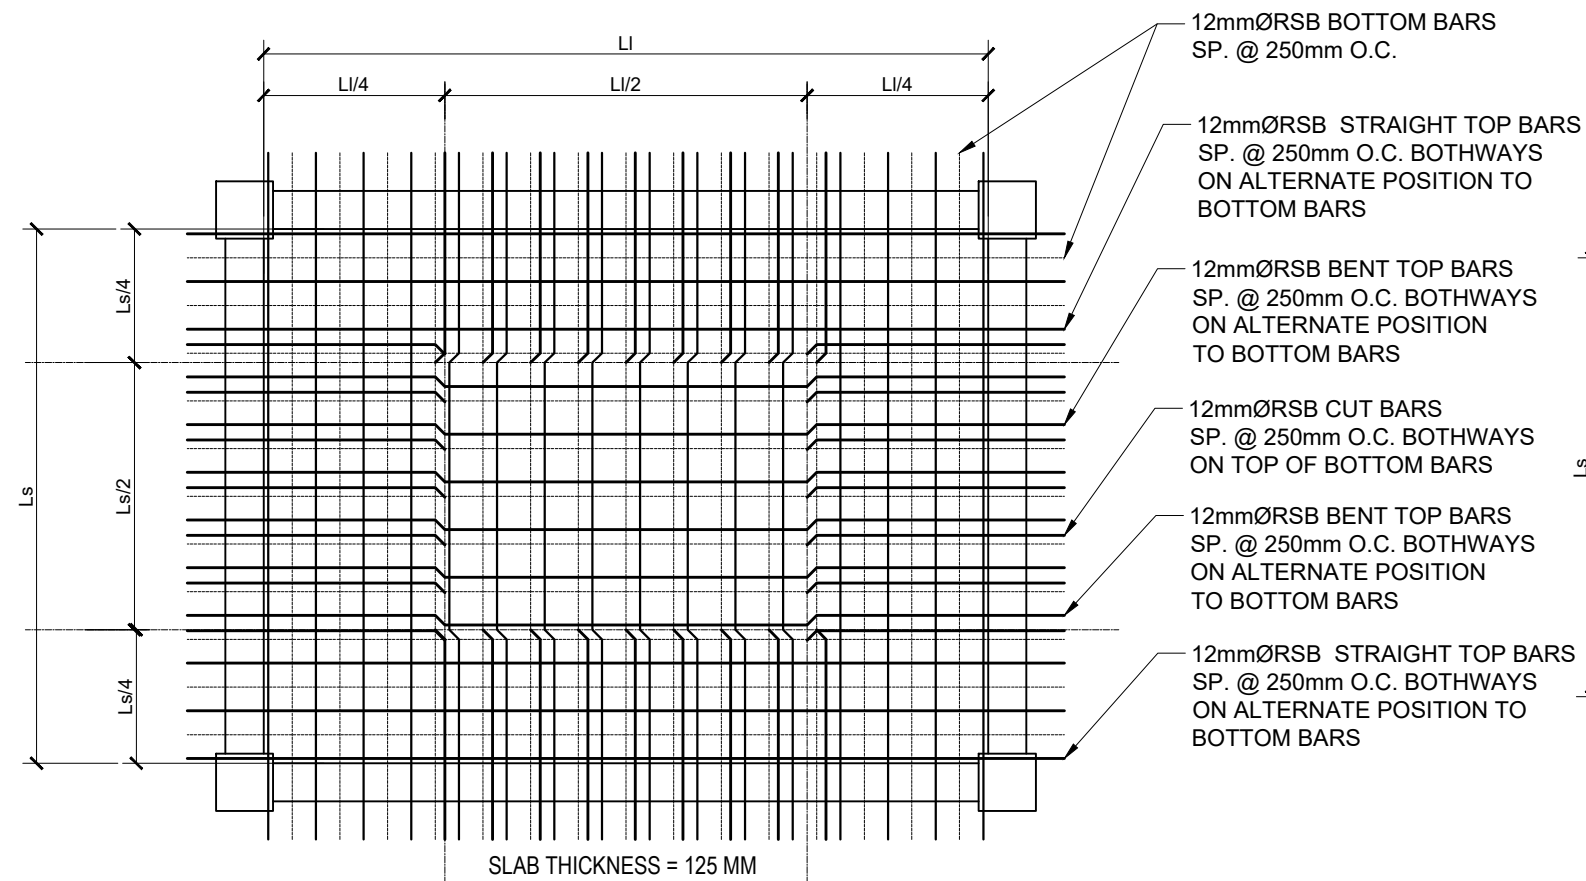 Ll
Ll/4
Ll/2
Ll/4
12mmØRSB BOTTOM BARS
SP. @ 250mm O.C.
12mmØRSB  STRAIGHT TOP BARS
SP. @ 250mm O.C. BOTHWAYS
ON ALTERNATE POSITION TO
BOTTOM BARS
12mmØRSB BENT TOP BARS
SP. @ 250mm O.C. BOTHWAYS
ON ALTERNATE POSITION
TO BOTTOM BARS
12mmØRSB CUT BARS
SP. @ 250mm O.C. BOTHWAYS
ON TOP OF BOTTOM BARS
12mmØRSB BENT TOP BARS
SP. @ 250mm O.C. BOTHWAYS
ON ALTERNATE POSITION
TO BOTTOM BARS
12mmØRSB  STRAIGHT TOP BARS
SP. @ 250mm O.C. BOTHWAYS
ON ALTERNATE POSITION TO
BOTTOM BARS
Ls
Ls/4
Ls/2
Ls/4
Ls
SLAB THICKNESS = 125 MM